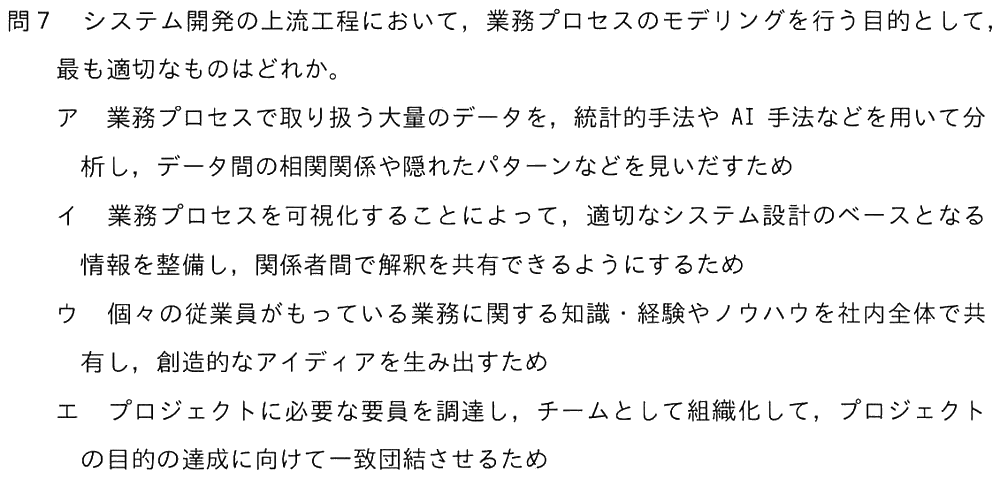 問７　システム開発の上流工程において，業務プロセスのモデリングを行う目的として，
最も適切なものはどれか。
ア　業務プロセスで取り扱う大量のデータを，統計的手法や AI 手法などを用いて分
析し，データ間の相関関係や隠れたパターンなどを見いだすため
イ　業務プロセスを可視化することによって，適切なシステム設計のベースとなる
情報を整備し，関係者間で解釈を共有できるようにするため
ウ　個々の従業員がもっている業務に関する知識・経験やノウハウを社内全体で共
有し，創造的なアイディアを生み出すため
エ　プロジェクトに必要な要員を調達し，チームとして組織化して，プロジェクト
の目的の達成に向けて一致団結させるため